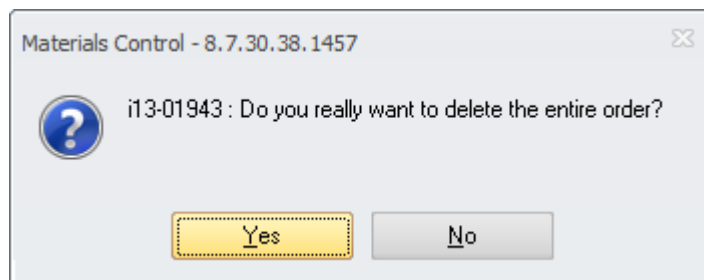 Materials Control - 8.7.30.38.1457
i13-01943 : Do you really want to delete the entire order?
Yes
No